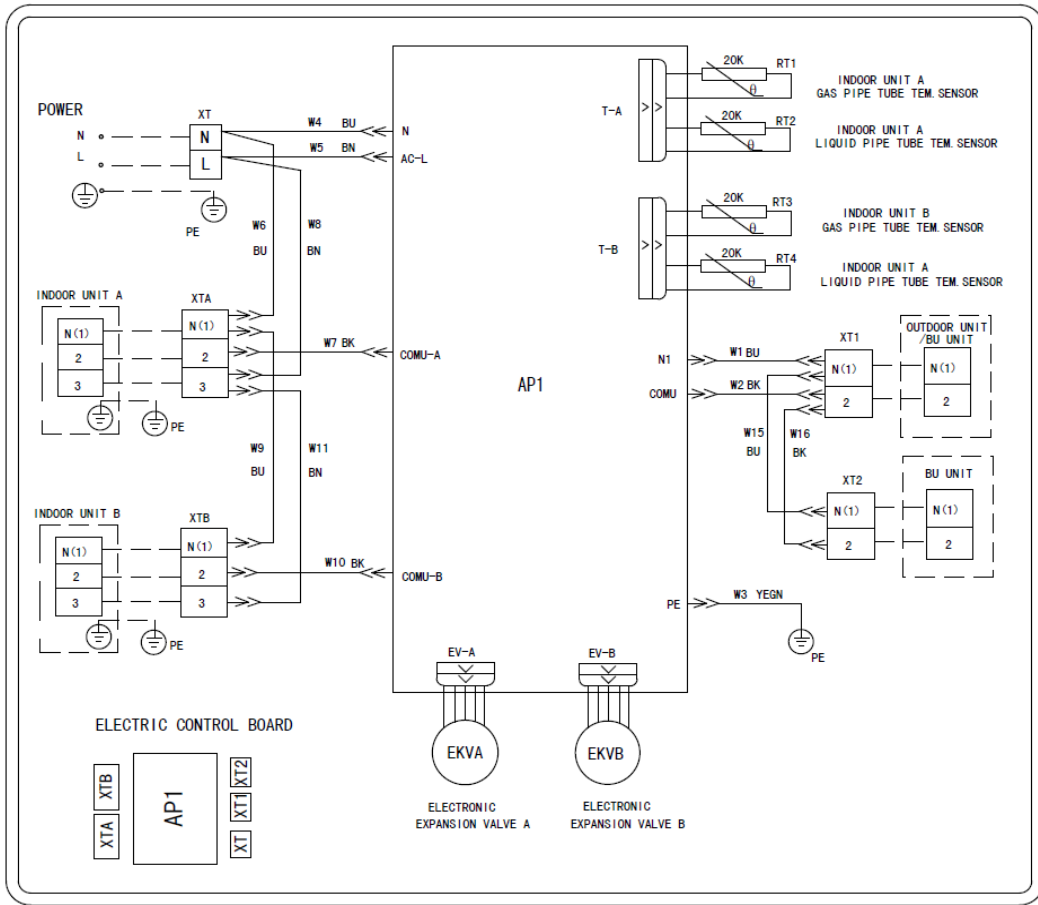 POWER
XT
N
L
N
L
PE
W4 BU
W5 BN
N
AC-L
W6
BU
W8
BN
INDOOR UNIT A
N(1)
2
3
PE
XTA
N(1)
2
3
W7 BK
COMU-A
W9
BU
W11
BN
INDOOR UNIT B
N(1)
2
3
PE
XTB
N(1)
2
3
W10 BK
COMU-B
AP1
T-A
20K
RT1
θ
INDOOR UNIT A
GAS PIPE TUBE TEM. SENSOR
20K
RT2
θ
INDOOR UNIT A
LIQUID PIPE TUBE TEM. SENSOR
T-B
20K
RT3
θ
INDOOR UNIT B
GAS PIPE TUBE TEM. SENSOR
20K
RT4
θ
INDOOR UNIT A
LIQUID PIPE TUBE TEM. SENSOR
N1
W1 BU
COMU
W2 BK
XT1
N(1)
2
OUTDOOR UNIT
/BU UNIT
N(1)
2
W15
BU
W16
BK
XT2
N(1)
2
BU UNIT
N(1)
2
PE
W3 YEGN
PE
EV-A
EKVA
ELECTRONIC
EXPANSION VALVE A
EV-B
EKVB
ELECTRONIC
EXPANSION VALVE B
ELECTRIC CONTROL BOARD
XTB
XTA
AP1
XT2
XT1
XT